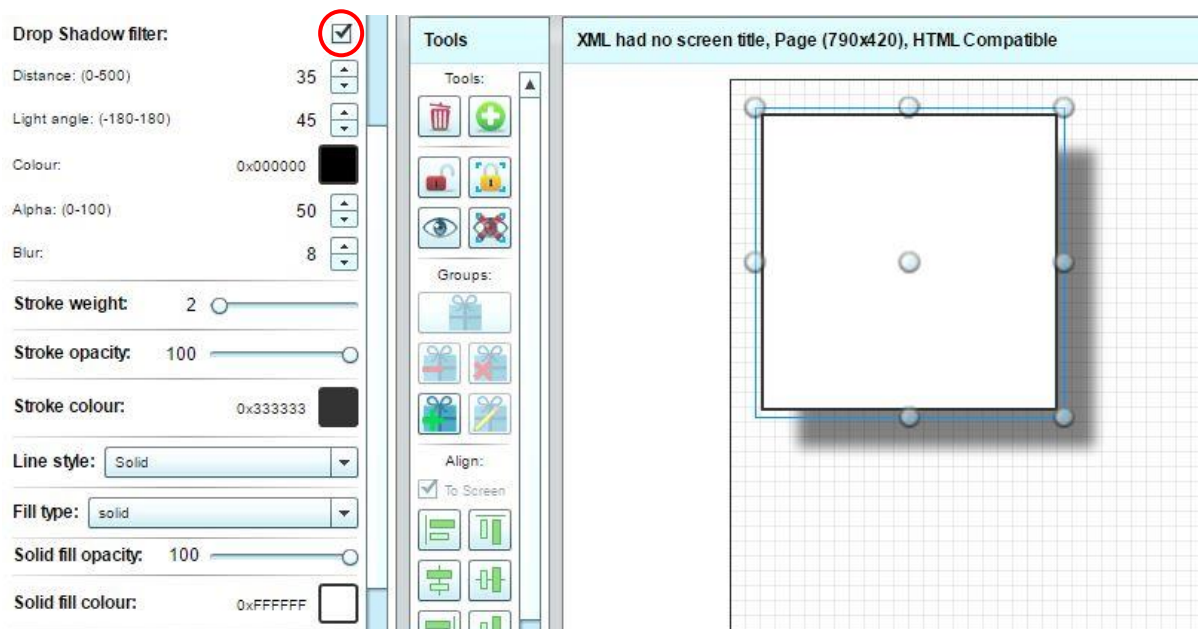 Drop Shadow filter:
Distance: (0-500) 35
Light angle: (-180-180) 45
Colour: 0x000000
Alpha: (0-100) 50
Blur: 8
Stroke weight: 2
Stroke opacity: 100
Stroke colour: 0x333333
Line style: Solid
Fill type: solid
Solid fill opacity: 100
Solid fill colour: 0xFFFFFF
Tools
Tools:
Groups:
Align:
To Screen
XML had no screen title, Page (790x420), HTML Compatible